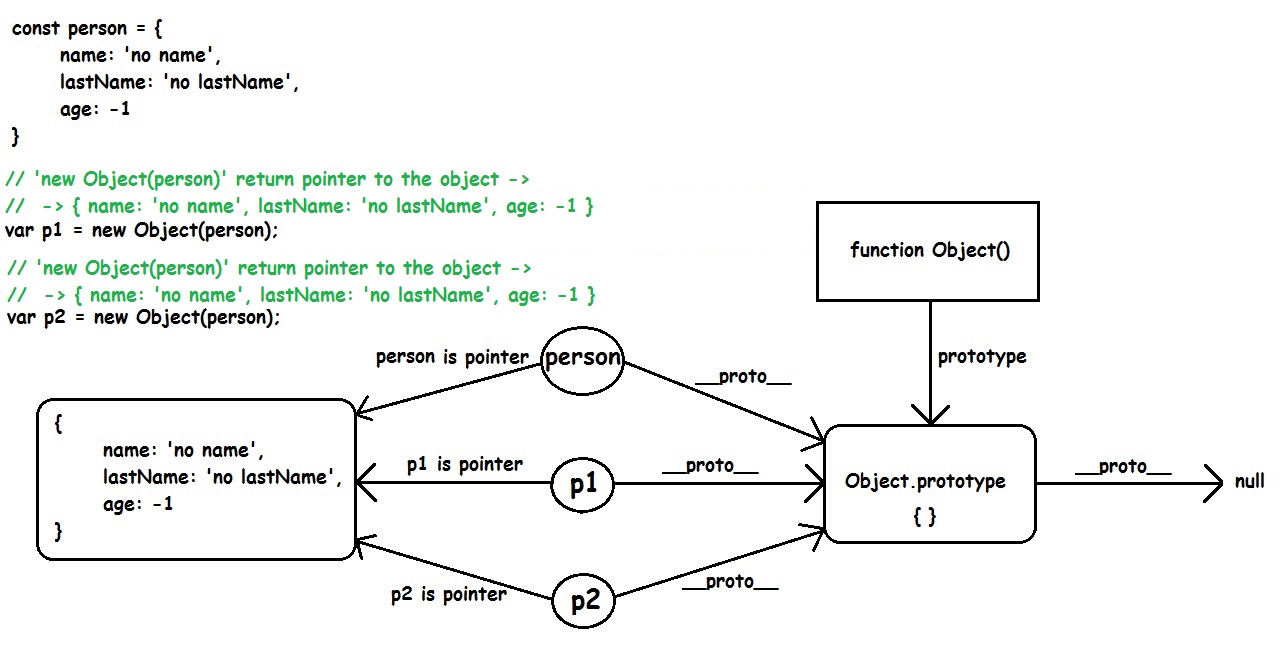 const person = {
name: 'no name',
lastName: 'no lastName',
age: -1
}
// 'new Object(person)' return pointer to the object ->
// -> { name: 'no name', lastName: 'no lastName', age: -1 }
var p1 = new Object(person);
// 'new Object(person)' return pointer to the object ->
// -> { name: 'no name', lastName: 'no lastName', age: -1 }
var p2 = new Object(person);
function Object()
prototype
person is pointer
person
__proto__
{
name: 'no name',
lastName: 'no lastName',
age: -1
}
p1 is pointer
p1
__proto__
Object.prototype
{ }
__proto__
null
p2 is pointer
p2
__proto__